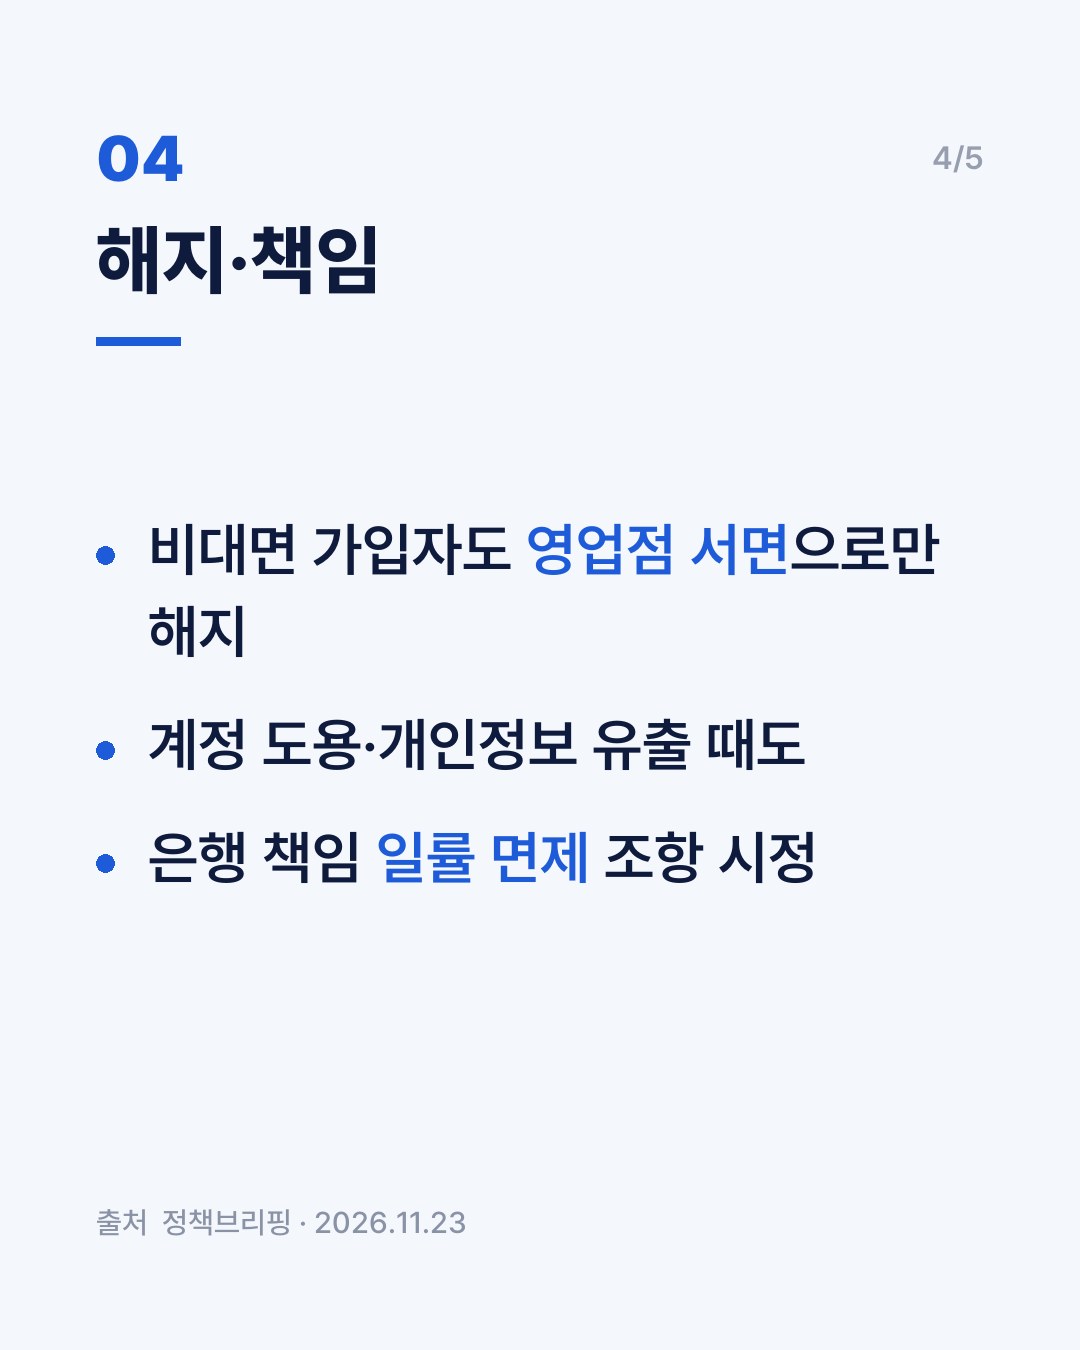 04
4/5
해지·책임
비대면 가입자도 영업점 서면으로만
해지
계정 도용·개인정보 유출 때도
은행 책임 일률 면제 조항 시정
출처 정책브리핑 · 2026.11.23